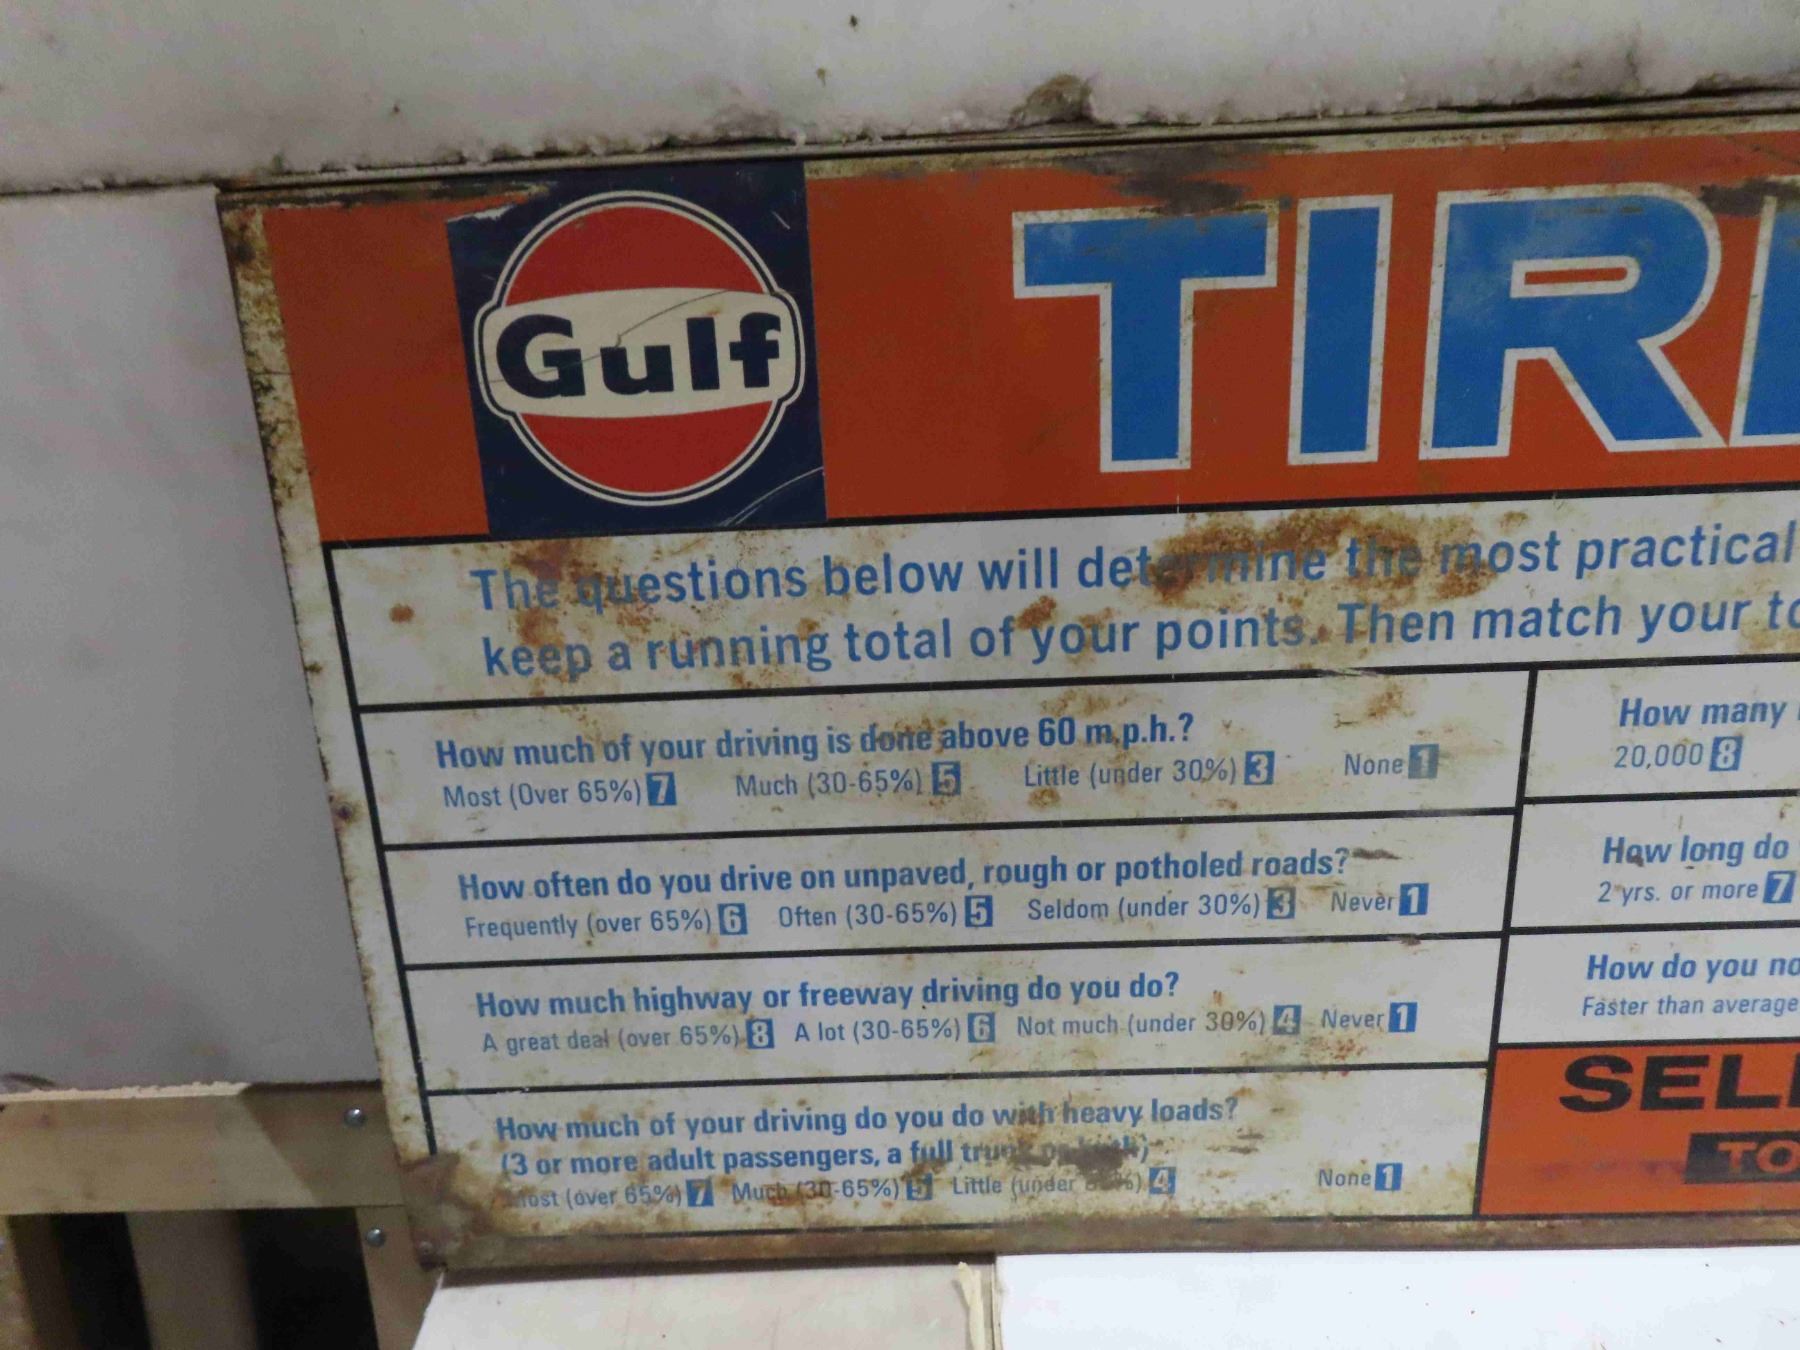 Gulf
TIR
The questions below will determine the most practical
keep a running total of your points. Then match your
How much of your driving is done above 60 m.p.h.?
Most (Over 65%) 7 Much (30-65%) 5 Little (under 30%) 3 None 1
How often do you drive on unpaved, rough or potholed roads?
Frequently (over 65%) 6 Often (30-65%) 5 Seldom (under 30%) 3 Never 1
How much highway or freeway driving do you do?
A great deal (over 65%) 8 A lot (30-65%) 6 Not much (under 30%) 4 Never 1
How much of your driving do you do with heavy loads?
(3 or more adult passengers, a full trunk or both)
Most (over 65%) 7 Much (30-65%) 5 Little (under 4 None 1
How many
20,000 8
How long do
2 yrs. or more 7
How do you
Faster than average
SEL
TO